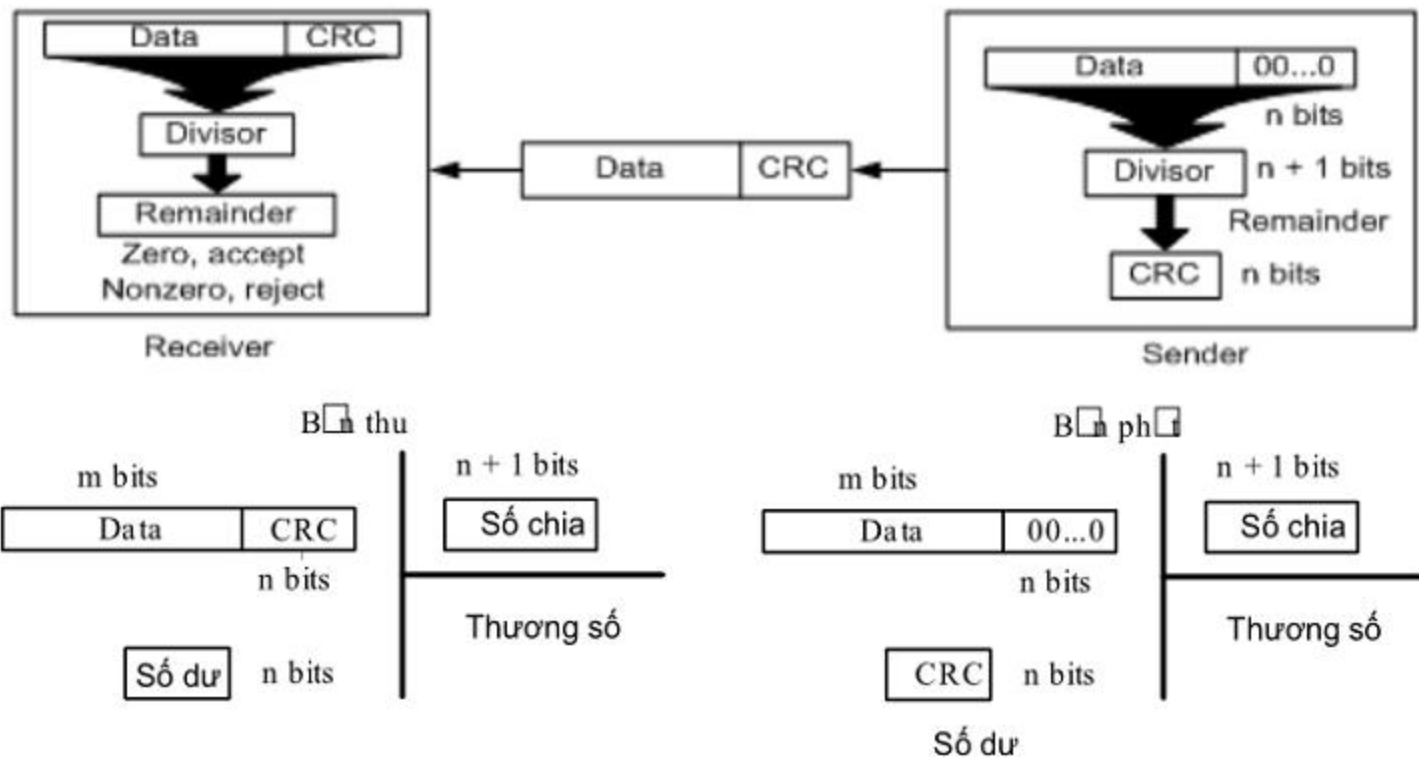 Data CRC
Divisor
Remainder
Zero, accept
Nonzero, reject
Receiver
Data CRC
Data 00...0
n bits
Divisor n + 1 bits
Remainder
CRC n bits
Sender
thu
m bits
n + 1 bits
Data CRC
Số chia
n bits
Thương số
Số dư n bits
m bits
n + 1 bits
Data 00...0
Số chia
n bits
Thương số
CRC n bits
Số dư